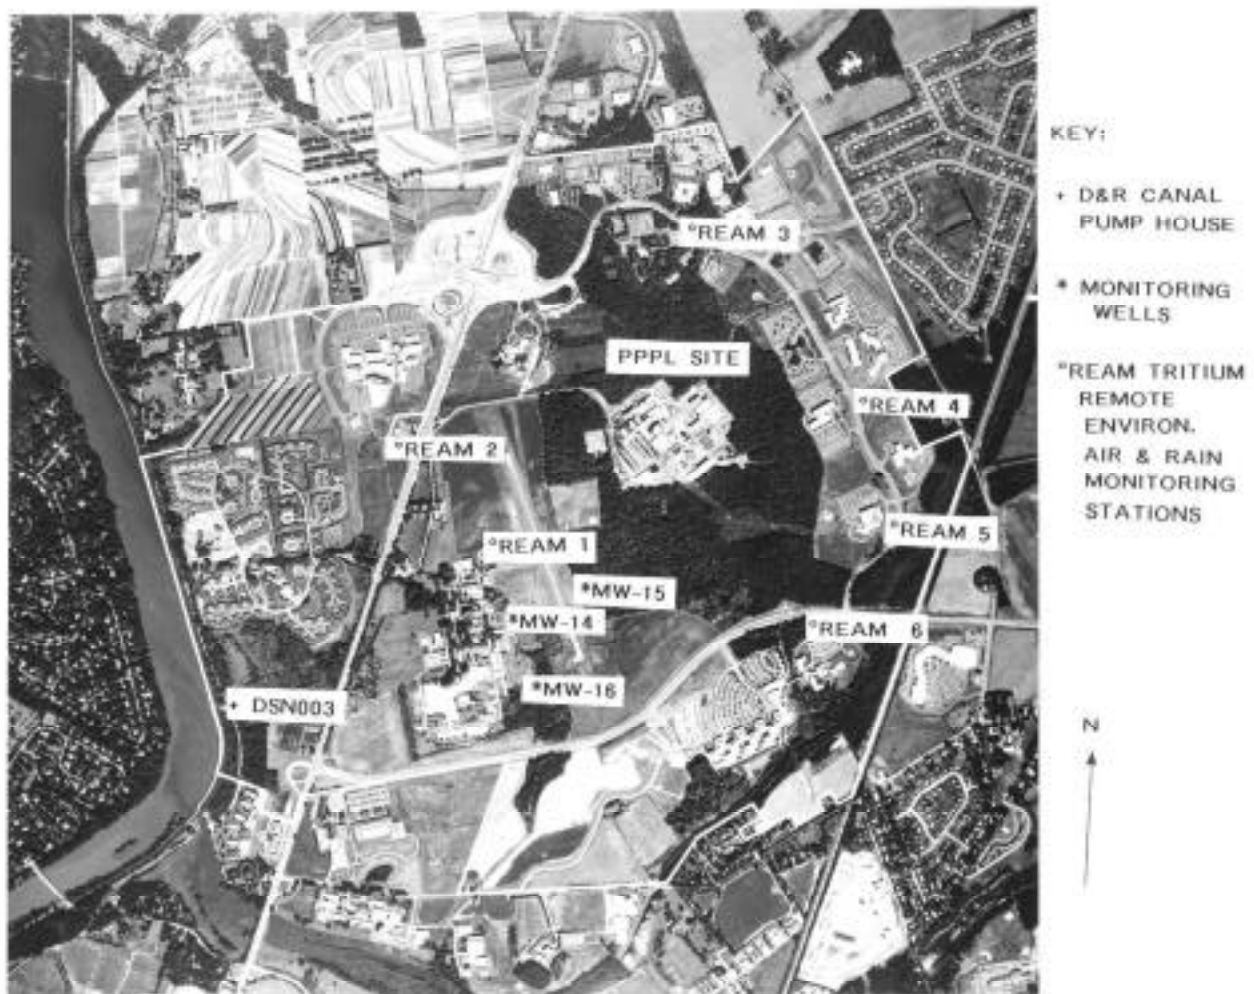 KEY:
+ D&R CANAL
PUMP HOUSE
* MONITORING
WELLS
°REAM TRITIUM
REMOTE
ENVIRON.
AIR & RAIN
MONITORING
STATIONS
°REAM 3
PPPL SITE
°REAM 4
°REAM 2
°REAM 5
°REAM 1
*MW-15
*MW-14
°REAM 6
*MW-16
+ DSN003
N